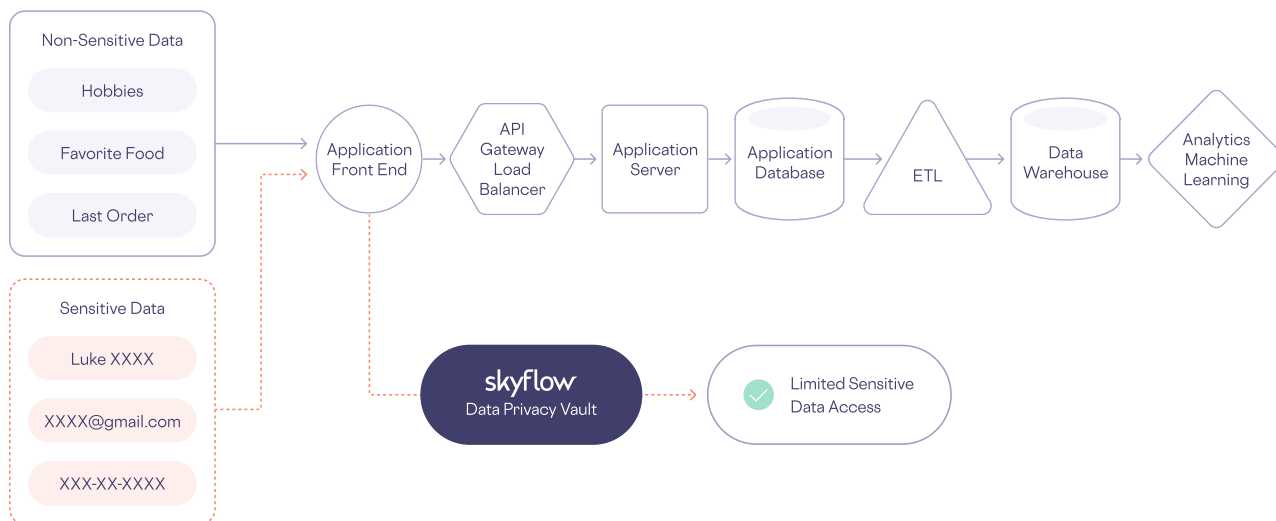 Non-Sensitive Data
Hobbies
Favorite Food
Last Order
Application
Front End
API
Gateway
Load
Balancer
Application
Server
Application
Database
ETL
Data
Warehouse
Analytics
Machine
Learning
Sensitive Data
Luke XXXX
XXXX@gmail.com
XXX-XX-XXXX
skyflow
Data Privacy Vault
Limited Sensitive
Data Access